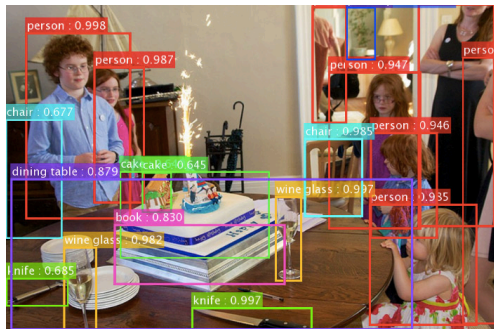 person : 0.998
person : 0.987
person : 0.947
person
chair : 0.677
person : 0.946
chair : 0.985
cake
cake : 0.645
dining table : 0.879
wine glass : 0.997
person : 0.985
book : 0.830
wine glass : 0.982
knife : 0.685
knife : 0.997